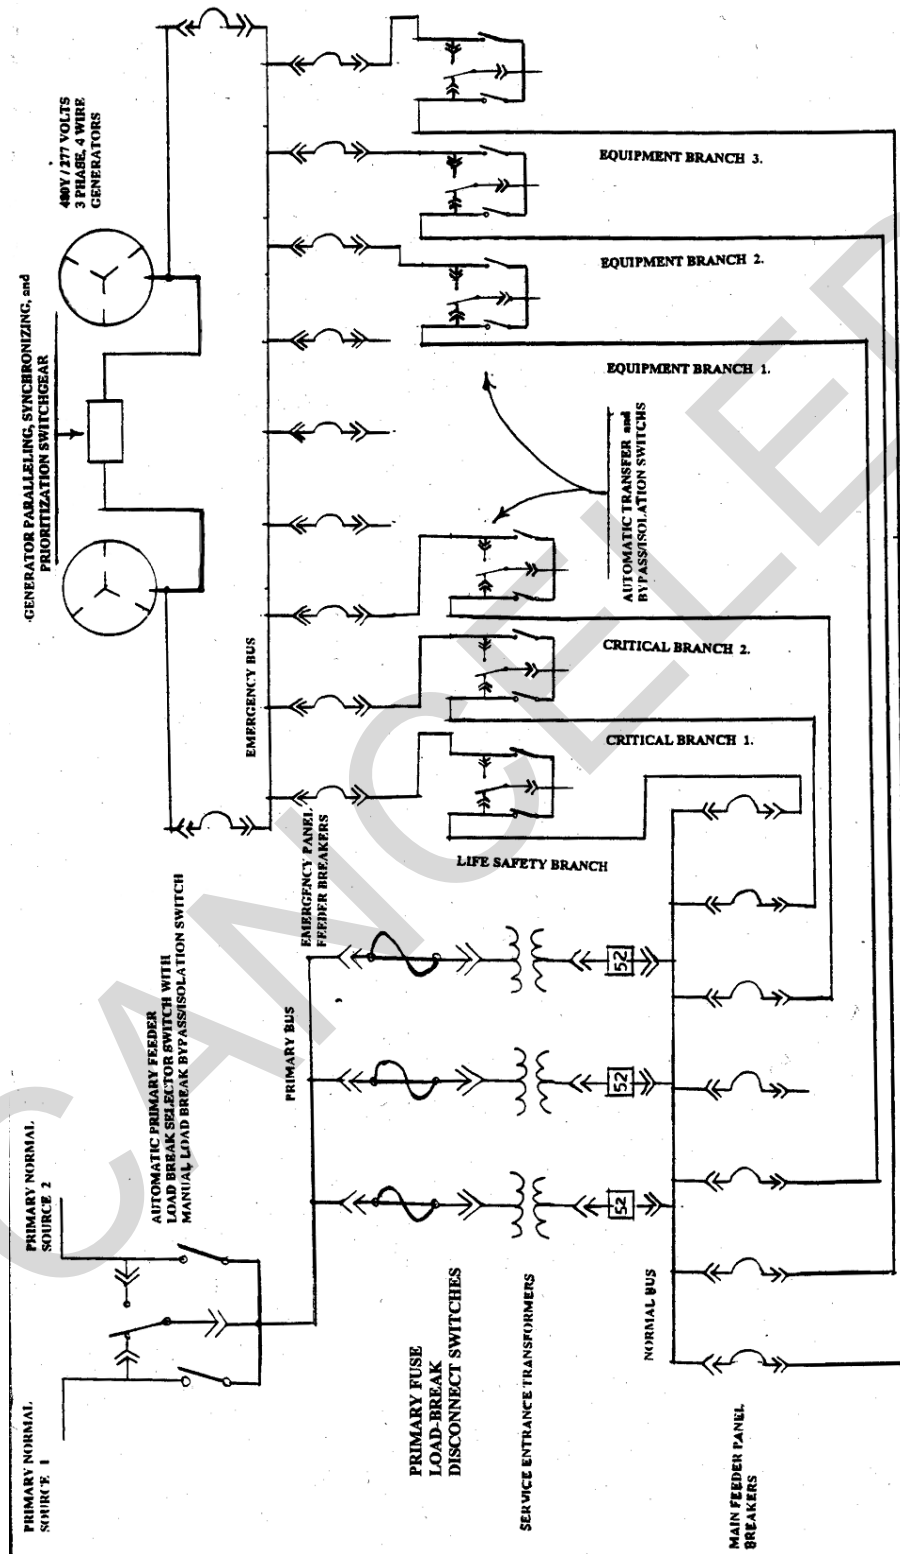 480Y / 277 VOLTS
3 PHASE, 4 WIRE
GENERATORS
GENERATOR PARALLELING, SYNCHRONIZING, and
PRIORITIZATION SWITCHGEAR
EQUIPMENT BRANCH 3.
EQUIPMENT BRANCH 2.
EQUIPMENT BRANCH 1.
AUTOMATIC TRANSFER and
BYPASS/ISOLATION SWITCHS
EMERGENCY BUS
CRITICAL BRANCH 2.
CRITICAL BRANCH 1.
LIFE SAFETY BRANCH
EMERGENCY PANEL
FEEDER BREAKERS
AUTOMATIC PRIMARY FEEDER
LOAD BREAK SELECTOR SWITCH WITH
MANUAL LOAD BREAK BYPASS/ISOLATION SWITCH
PRIMARY BUS
52
52
52
PRIMARY NORMAL
SOURCE 2
PRIMARY NORMAL
SOURCE 1
PRIMARY FUSE
LOAD-BREAK
DISCONNECT SWITCHES
SERVICE ENTRANCE TRANSFORMERS
NORMAL BUS
MAIN FEEDER PANEL
BREAKERS
CANCELED